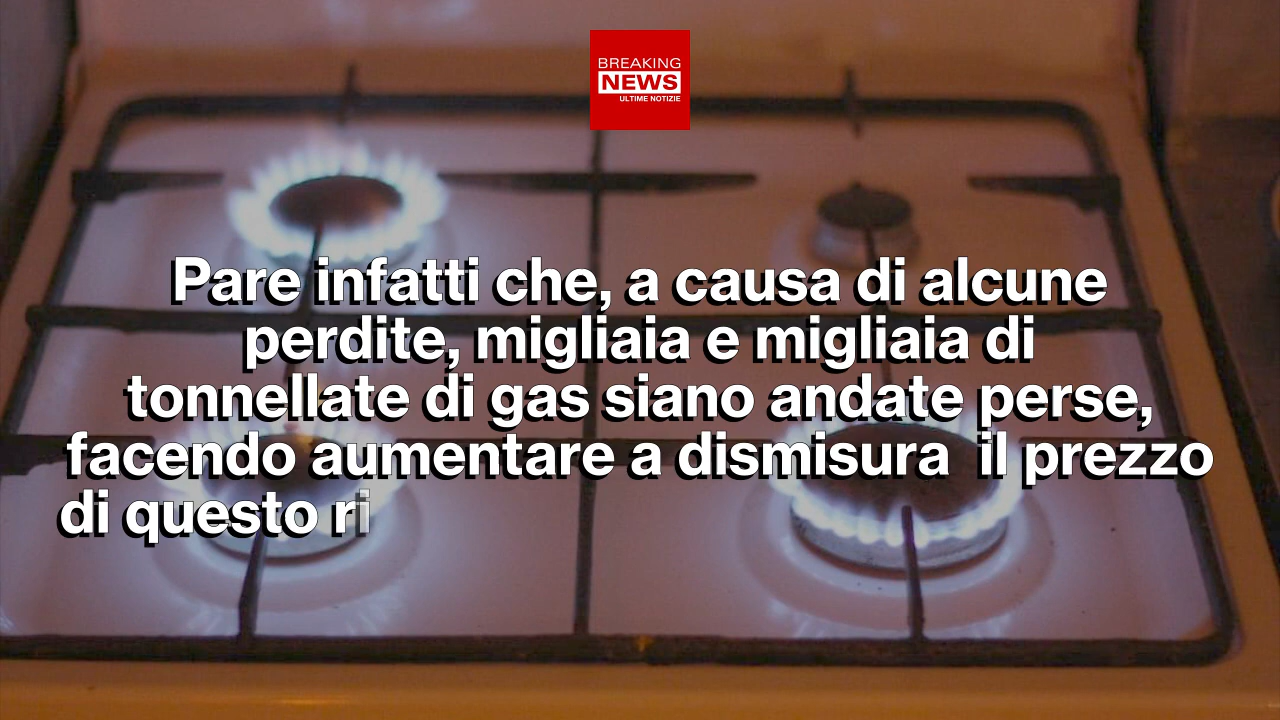 BREAKING
NEWS
ULTIME NOTIZIE
Pare infatti che, a causa di alcune
perdite, migliaia e migliaia di
tonnellate di gas siano andate perse,
facendo aumentare a dismisura il prezzo
di questo ri